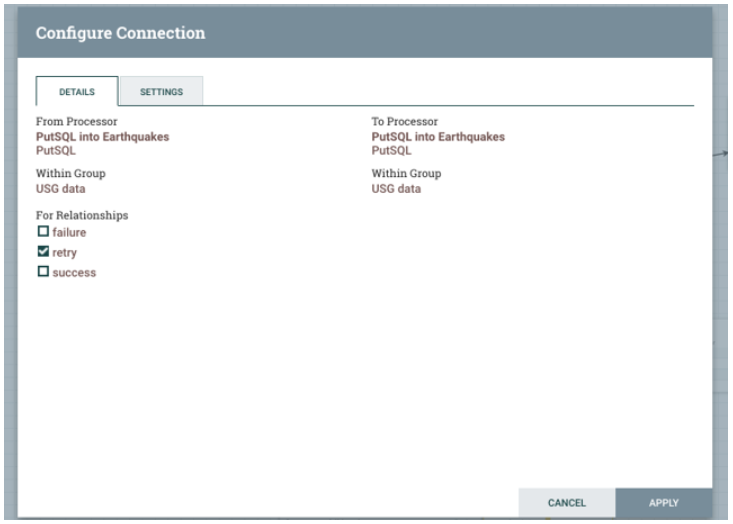 Configure Connection
DETAILS
SETTINGS
From Processor
PutSQL into Earthquakes
PutSQL
Within Group
USG data
To Processor
PutSQL into Earthquakes
PutSQL
Within Group
USG data
For Relationships
failure
retry
success
CANCEL
APPLY